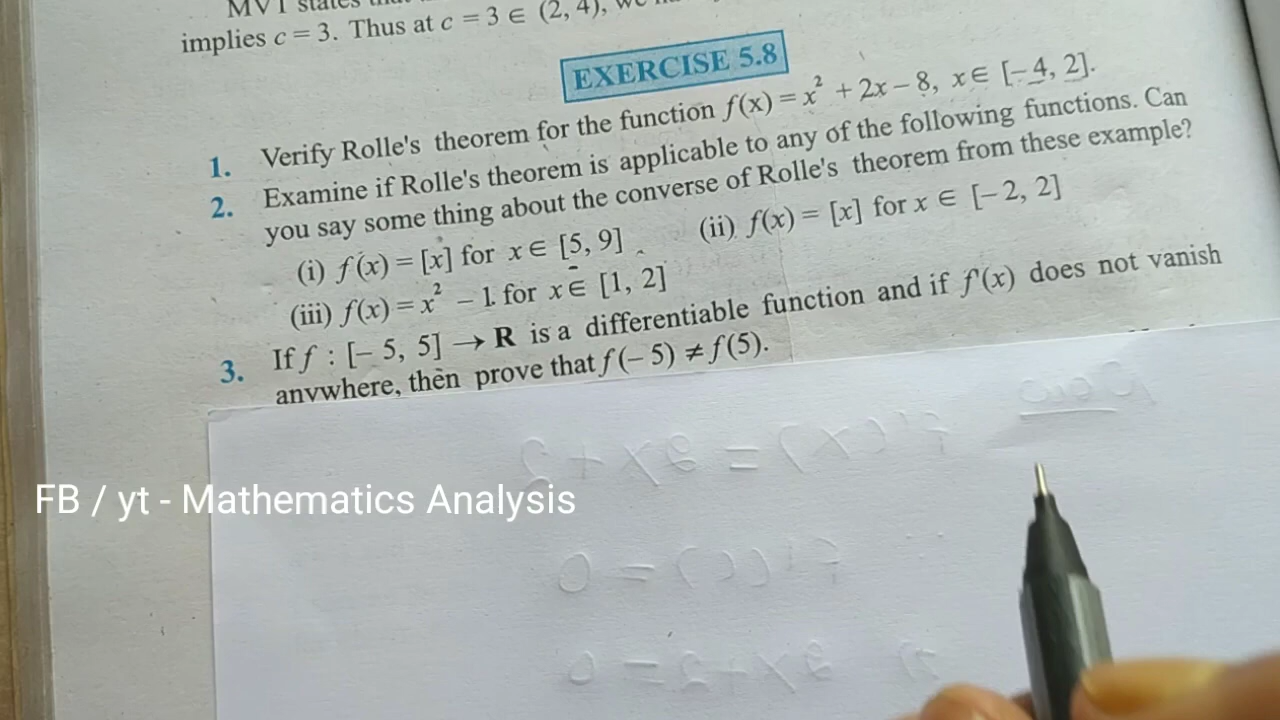 MVT states
implies c = 3. Thus at c = 3 ∈ (2, 4),
EXERCISE 5.8
1. Verify Rolle's theorem for the function f(x) = x² + 2x – 8, x ∈ [– 4, 2].
2. Examine if Rolle's theorem is applicable to any of the following functions. Can
you say some thing about the converse of Rolle's theorem from these example?
(i) f(x) = [x] for x ∈ [5, 9] (ii) f(x) = [x] for x ∈ [– 2, 2]
(iii) f(x) = x² – 1 for x ∈ [1, 2]
3. If f : [– 5, 5] → R is a differentiable function and if f′(x) does not vanish
anywhere, then prove that f(– 5) ≠ f(5).
FB / yt - Mathematics Analysis